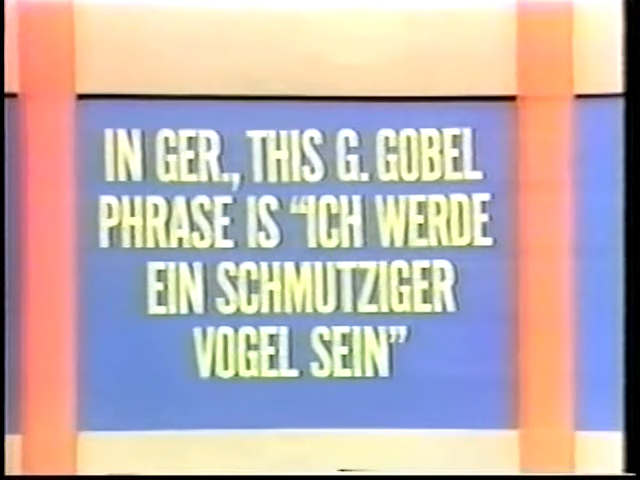 IN GER., THIS G. GOBEL
PHRASE IS "ICH WERDE
EIN SCHMUTZIGER
VOGEL SEIN"